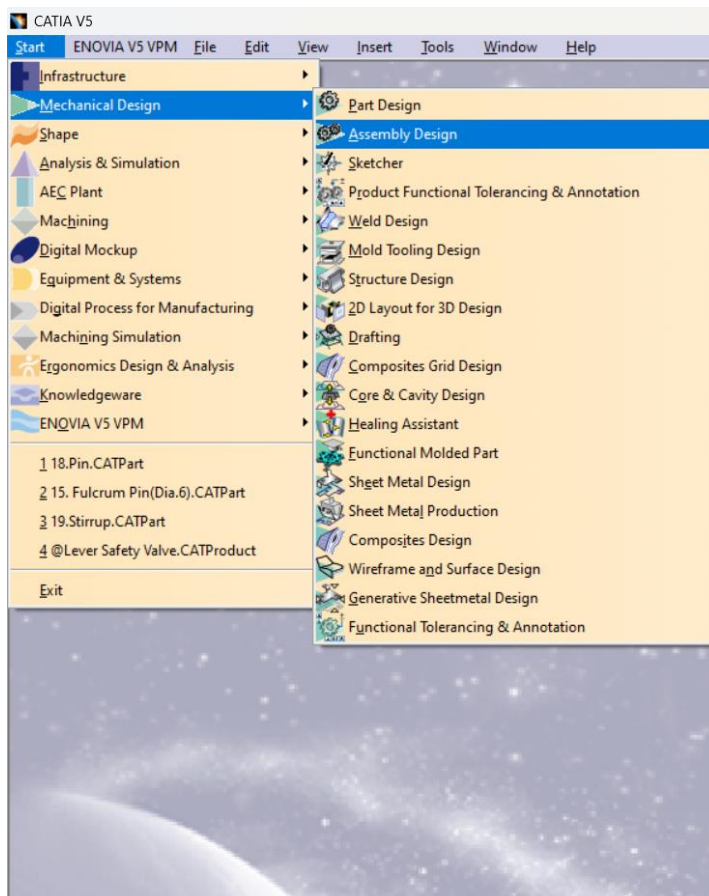 CATIA V5
Start ENOVIA V5 VPM File Edit View Insert Tools Window Help
Infrastructure
Mechanical Design
Shape
Analysis & Simulation
AEC Plant
Machining
Digital Mockup
Equipment & Systems
Digital Process for Manufacturing
Machining Simulation
Ergonomics Design & Analysis
Knowledgeware
ENOVIA V5 VPM
1 18.Pin.CATPart
2 15. Fulcrum Pin(Dia.6).CATPart
3 19.Stirrup.CATPart
4 @Lever Safety Valve.CATProduct
Exit
Part Design
Assembly Design
Sketcher
Product Functional Tolerancing & Annotation
Weld Design
Mold Tooling Design
Structure Design
2D Layout for 3D Design
Drafting
Composites Grid Design
Core & Cavity Design
Healing Assistant
Functional Molded Part
Sheet Metal Design
Sheet Metal Production
Composites Design
Wireframe and Surface Design
Generative Sheetmetal Design
Functional Tolerancing & Annotation